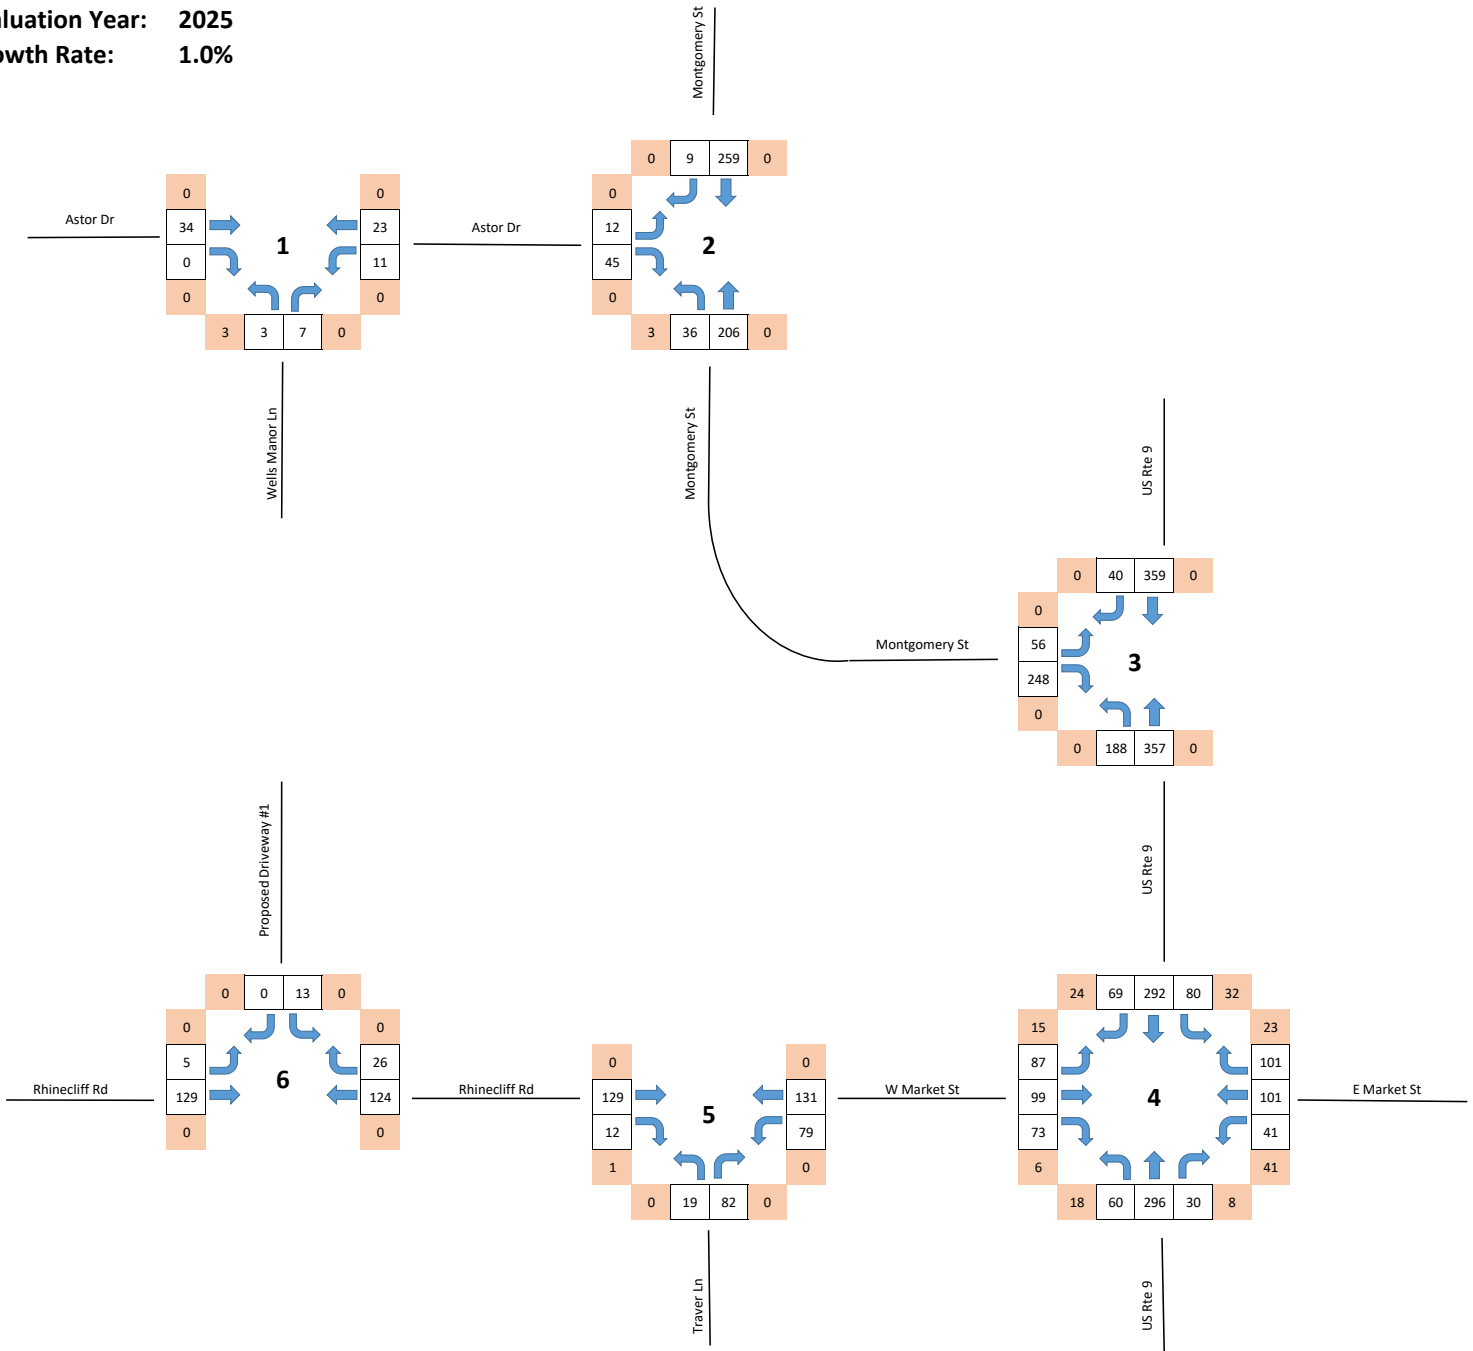 luation Year: 2025
owth Rate: 1.0%
Montgomery St
0 9 259 0
0 0 0
Astor Dr 34 23 Astor Dr 12
1 2
0 11 45
0 0 0
3 3 7 0 3 36 206 0
Wells Manor Ln
Montgomery St
US Rte 9
0 40 359 0
0
56
Montgomery St 3
248
0
0 188 357 0
Proposed Driveway #1
US Rte 9
0 0 13 0 24 69 292 80 32
0 0 15 23
5 26 0 0 87 101
6
Rhinecliff Rd 129 124 Rhinecliff Rd 129 131 W Market St 99 4 101 E Market St
5
0 0 12 79 73 41
1 0 6 41
0 19 82 0 18 60 296 30 8
Traver Ln
US Rte 9